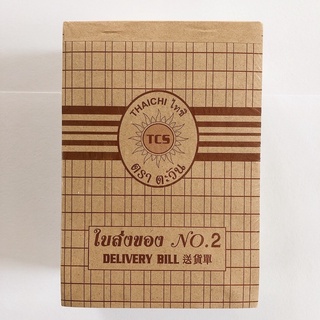 THAICHI ไทชิ
TCS
ตรา ตะวัน
ใบส่งของ NO.2
DELIVERY BILL 送貨單